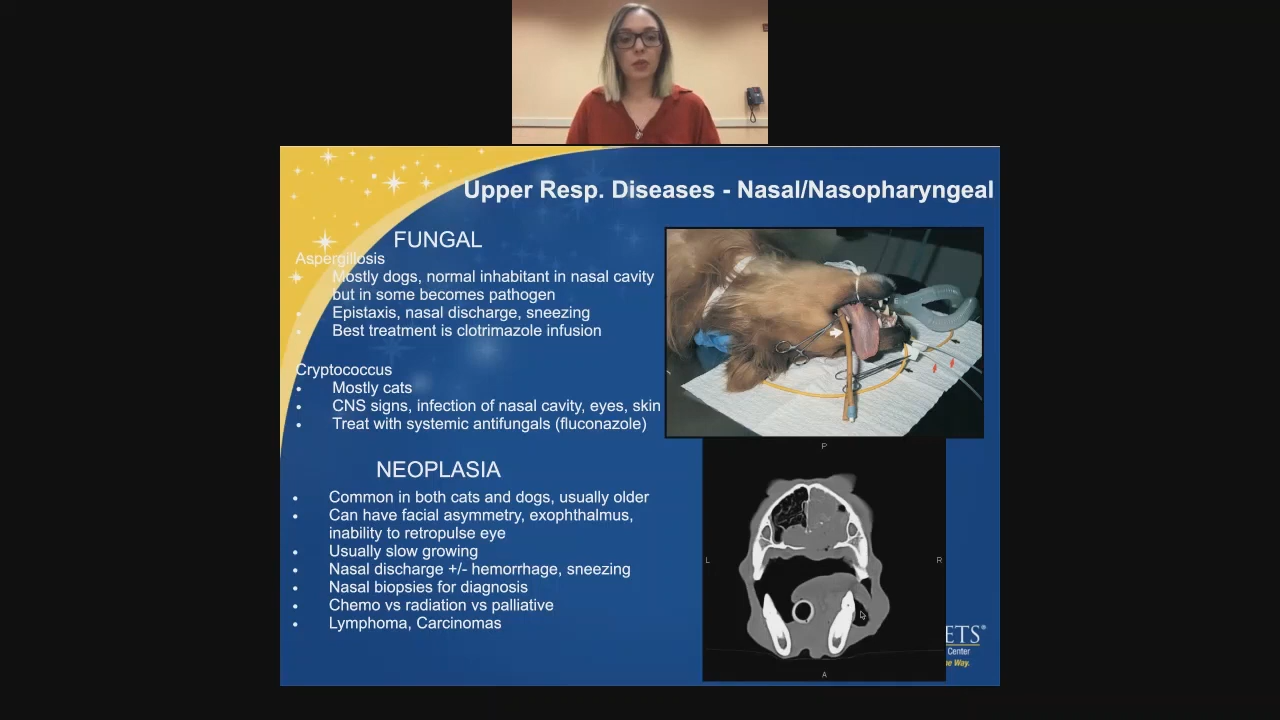 Upper Resp. Diseases - Nasal/Nasopharyngeal
FUNGAL
Aspergillosis
Mostly dogs, normal inhabitant in nasal cavity
but in some becomes pathogen
• Epistaxis, nasal discharge, sneezing
• Best treatment is clotrimazole infusion
Cryptococcus
• Mostly cats
• CNS signs, infection of nasal cavity, eyes, skin
• Treat with systemic antifungals (fluconazole)
NEOPLASIA
• Common in both cats and dogs, usually older
• Can have facial asymmetry, exophthalmus,
inability to retropulse eye
• Usually slow growing
• Nasal discharge +/- hemorrhage, sneezing
• Nasal biopsies for diagnosis
• Chemo vs radiation vs palliative
• Lymphoma, Carcinomas
P
L
R
A
ETS®
Center
e Way.